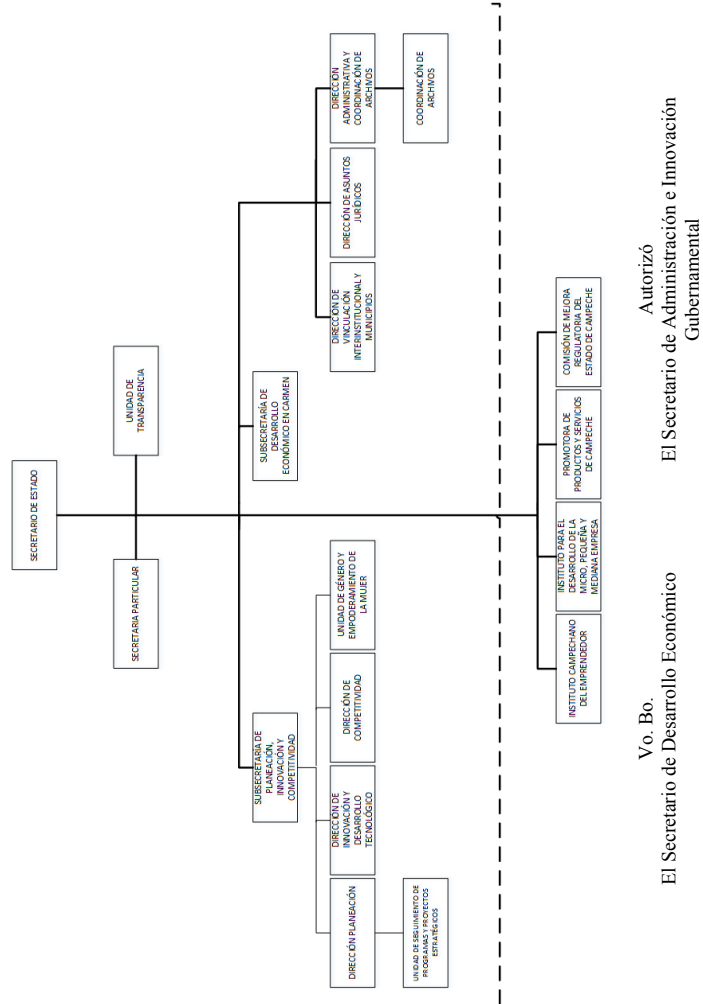 SECRETARIO DE ESTADO
SECRETARIA PARTICULAR
UNIDAD DE
TRANSPARENCIA
SUBSECRETARIA DE
PLANEACIÓN,
INNOVACIÓN Y
COMPETITIVIDAD
SUBSECRETARÍA DE
DESARROLLO
ECONÓMICO EN CARMEN
DIRECCIÓN PLANEACIÓN
DIRECCIÓN DE
INNOVACIÓN Y
DESARROLLO
TECNOLÓGICO
DIRECCIÓN DE
COMPETITIVIDAD
UNIDAD DE GÉNERO Y
EMPODERAMIENTO DE
LA MUJER
DIRECCIÓN DE
VINCULACIÓN
INTERINSTITUCIONAL Y
MUNICIPIOS
DIRECCIÓN DE ASUNTOS
JURÍDICOS
DIRECCIÓN
ADMINISTRATIVA Y
COORDINACIÓN DE
ARCHIVOS
UNIDAD DE SEGUIMIENTO DE
PROGRAMAS Y PROYECTOS
ESTRATÉGICOS
COORDINACIÓN DE
ARCHIVOS
INSTITUTO CAMPECHANO
DEL EMPRENDEDOR
INSTITUTO PARA EL
DESARROLLO DE LA
MICRO, PEQUEÑA Y
MEDIANA EMPRESA
PROMOTORA DE
PRODUCTOS Y SERVICIOS
DE CAMPECHE
COMISIÓN DE MEJORA
REGULATORIA DEL
ESTADO DE CAMPECHE
Vo. Bo.
El Secretario de Desarrollo Económico
Autorizó
El Secretario de Administración e Innovación
Gubernamental